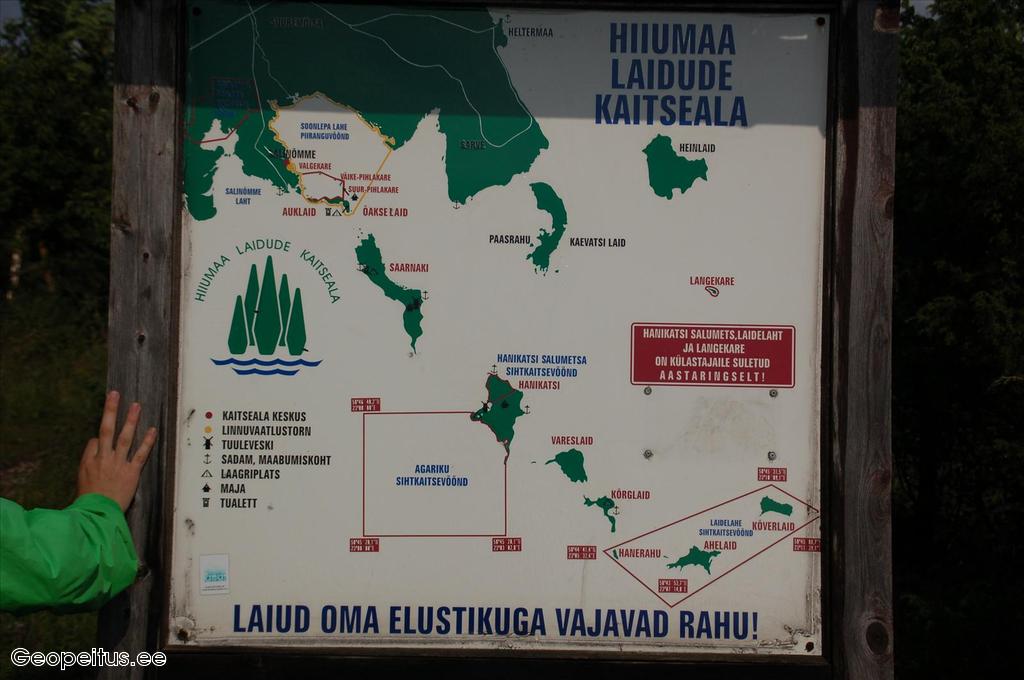 HIIUMAA
LAIDUDE
KAITSEALA
SUUREMÕISA
HELTERMAA
SOONLEPA LAHE
PIIRANGUVÖÖND
SARVE
HEINLAID
VALGEKARE
VÄIKE-PIHLAKARE
SUUR-PIHLAKARE
SALINÕMME
LAHT
AUKLAID
ÕAKSE LAID
PAASRAHU
KAEVATSI LAID
HIIUMAA LAIDUDE KAITSEALA
SAARNAKI
LANGEKARE
HANIKATSI SALUMETS, LAIDELAHT
JA LANGEKARE
ON KÜLASTAJAILE SULETUD
AASTARINGSELT!
HANIKATSI SALUMETSA
SIHTKAITSEVÖÖND
HANIKATSI
KAITSEALA KESKUS
LINNUVAATLUSTORN
TUULEVESKI
SADAM, MAABUMISKOHT
LAAGRIPLATS
MAJA
TUALETT
AGARIKU
SIHTKAITSEVÖÖND
VARESLAID
KÕRGLAID
LAIDELAHE
SIHTKAITSEVÖÖND
KÕVERLAID
HANERAHU
AHELAID
LAIUD OMA ELUSTIKUGA VAJAVAD RAHU!
Geopeitus.ee